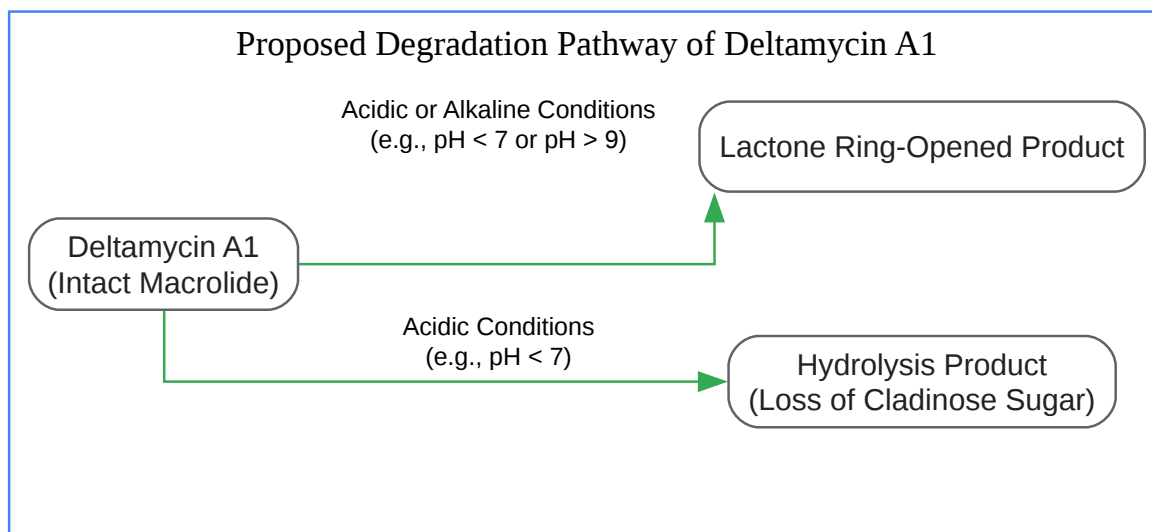 Proposed Degradation Pathway of Deltamycin A1
Acidic or Alkaline Conditions
(e.g., pH < 7 or pH > 9)
Lactone Ring-Opened Product
Deltamycin A1
(Intact Macrolide)
Acidic Conditions
(e.g., pH < 7)
Hydrolysis Product
(Loss of Cladinose Sugar)